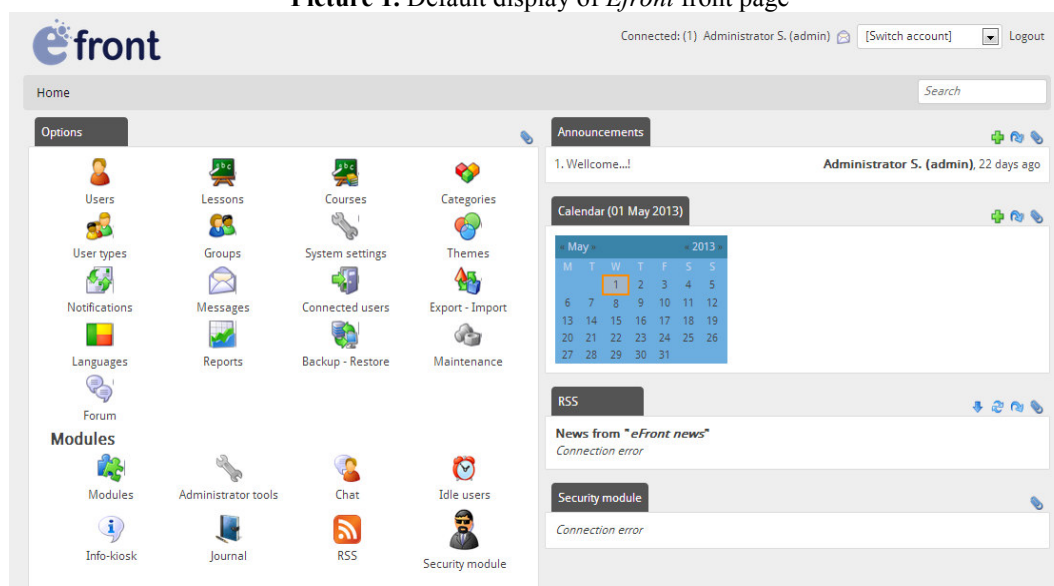 Picture 1. Default display of Efront front page
efront
Connected: (1) Administrator S. (admin) [Switch account] Logout
Home
Search
Options
Users Lessons Courses Categories
User types Groups System settings Themes
Notifications Messages Connected users Export - Import
Languages Reports Backup - Restore Maintenance
Forum
Modules
Modules Administrator tools Chat Idle users
Info-kiosk Journal RSS Security module
Announcements
1. Wellcome...! Administrator S. (admin), 22 days ago
Calendar (01 May 2013)
« May » « 2013 »
M T W T F S S
1 2 3 4 5
6 7 8 9 10 11 12
13 14 15 16 17 18 19
20 21 22 23 24 25 26
27 28 29 30 31
RSS
News from "eFront news"
Connection error
Security module
Connection error